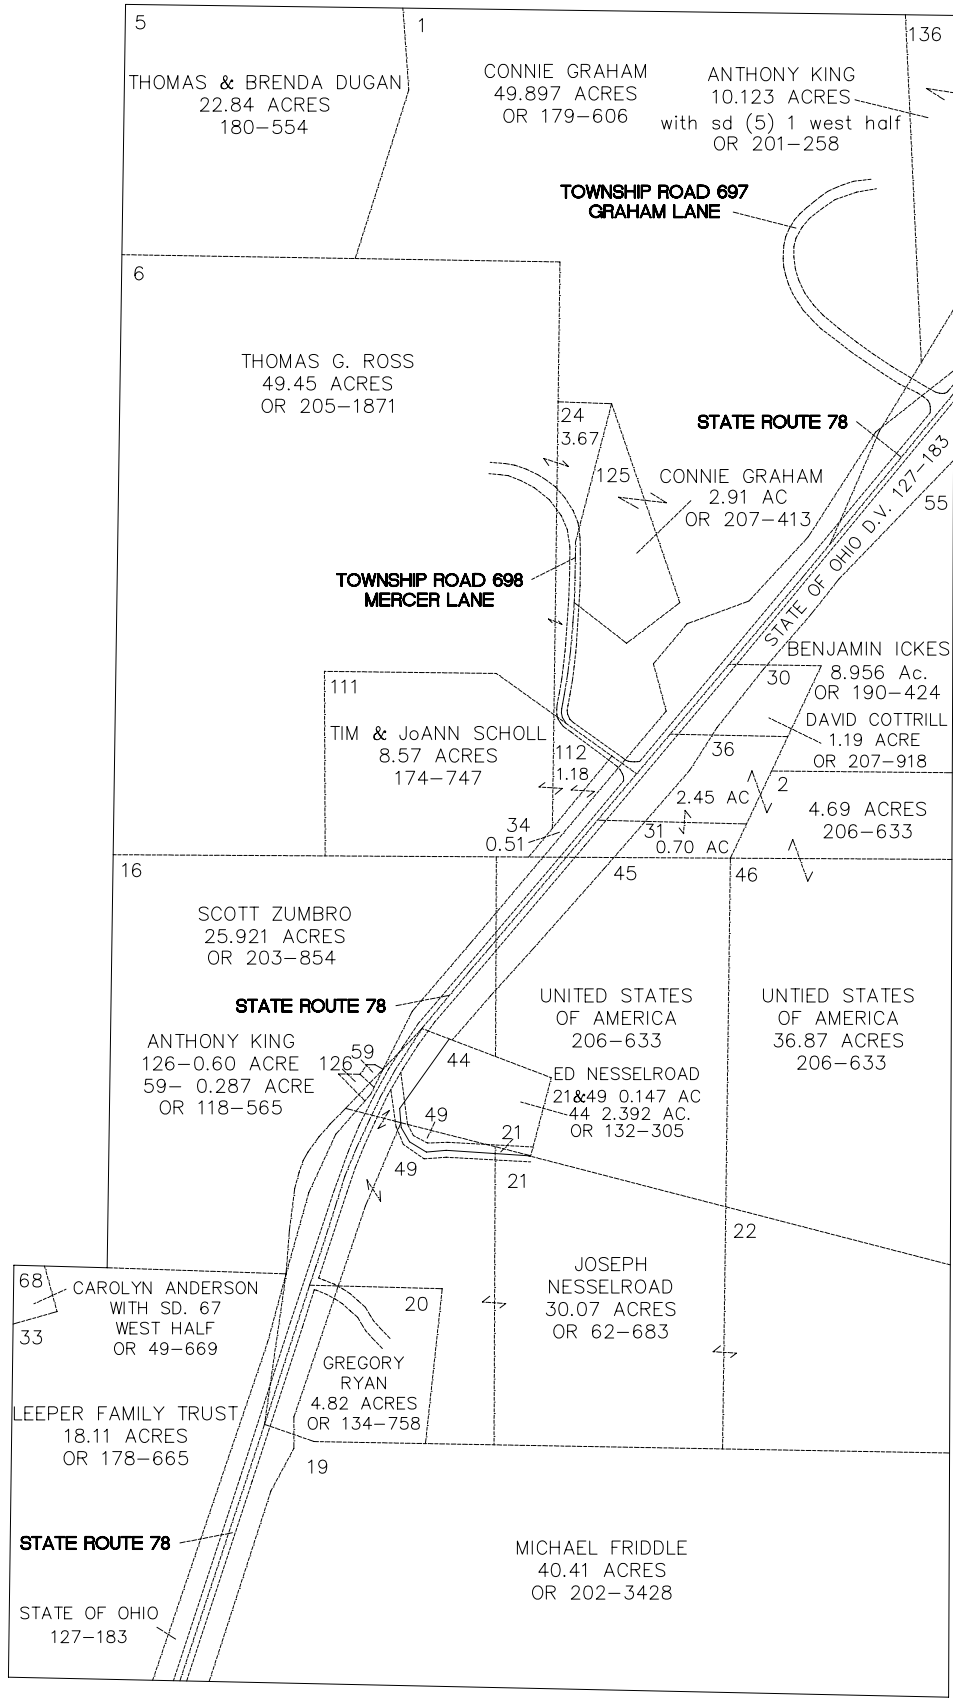 5
1
136
THOMAS & BRENDA DUGAN
22.84 ACRES
180-554
CONNIE GRAHAM
49.897 ACRES
OR 179-606
ANTHONY KING
10.123 ACRES
with sd (5) 1 west half
OR 201-258
TOWNSHIP ROAD 697
GRAHAM LANE
6
THOMAS G. ROSS
49.45 ACRES
OR 205-1871
24
3.67
125
STATE ROUTE 78
CONNIE GRAHAM
2.91 AC
OR 207-413
STATE OF OHIO D.V. 127-183
55
TOWNSHIP ROAD 698
MERCER LANE
BENJAMIN ICKES
8.956 Ac.
OR 190-424
30
111
TIM & JoANN SCHOLL
8.57 ACRES
174-747
112
1.18
36
DAVID COTTRILL
1.19 ACRE
OR 207-918
2
2.45 AC
4.69 ACRES
206-633
34
0.51
31
0.70 AC
16
45
46
SCOTT ZUMBRO
25.921 ACRES
OR 203-854
STATE ROUTE 78
UNITED STATES
OF AMERICA
206-633
UNTIED STATES
OF AMERICA
36.87 ACRES
206-633
ANTHONY KING
126-0.60 ACRE
59- 0.287 ACRE
OR 118-565
126
59
44
ED NESSELROAD
21&49 0.147 AC
44 2.392 AC.
OR 132-305
49
21
49
21
22
68
CAROLYN ANDERSON
WITH SD. 67
WEST HALF
OR 49-669
33
20
JOSEPH
NESSELROAD
30.07 ACRES
OR 62-683
GREGORY
RYAN
4.82 ACRES
OR 134-758
LEEPER FAMILY TRUST
18.11 ACRES
OR 178-665
19
STATE ROUTE 78
MICHAEL FRIDDLE
40.41 ACRES
OR 202-3428
STATE OF OHIO
127-183